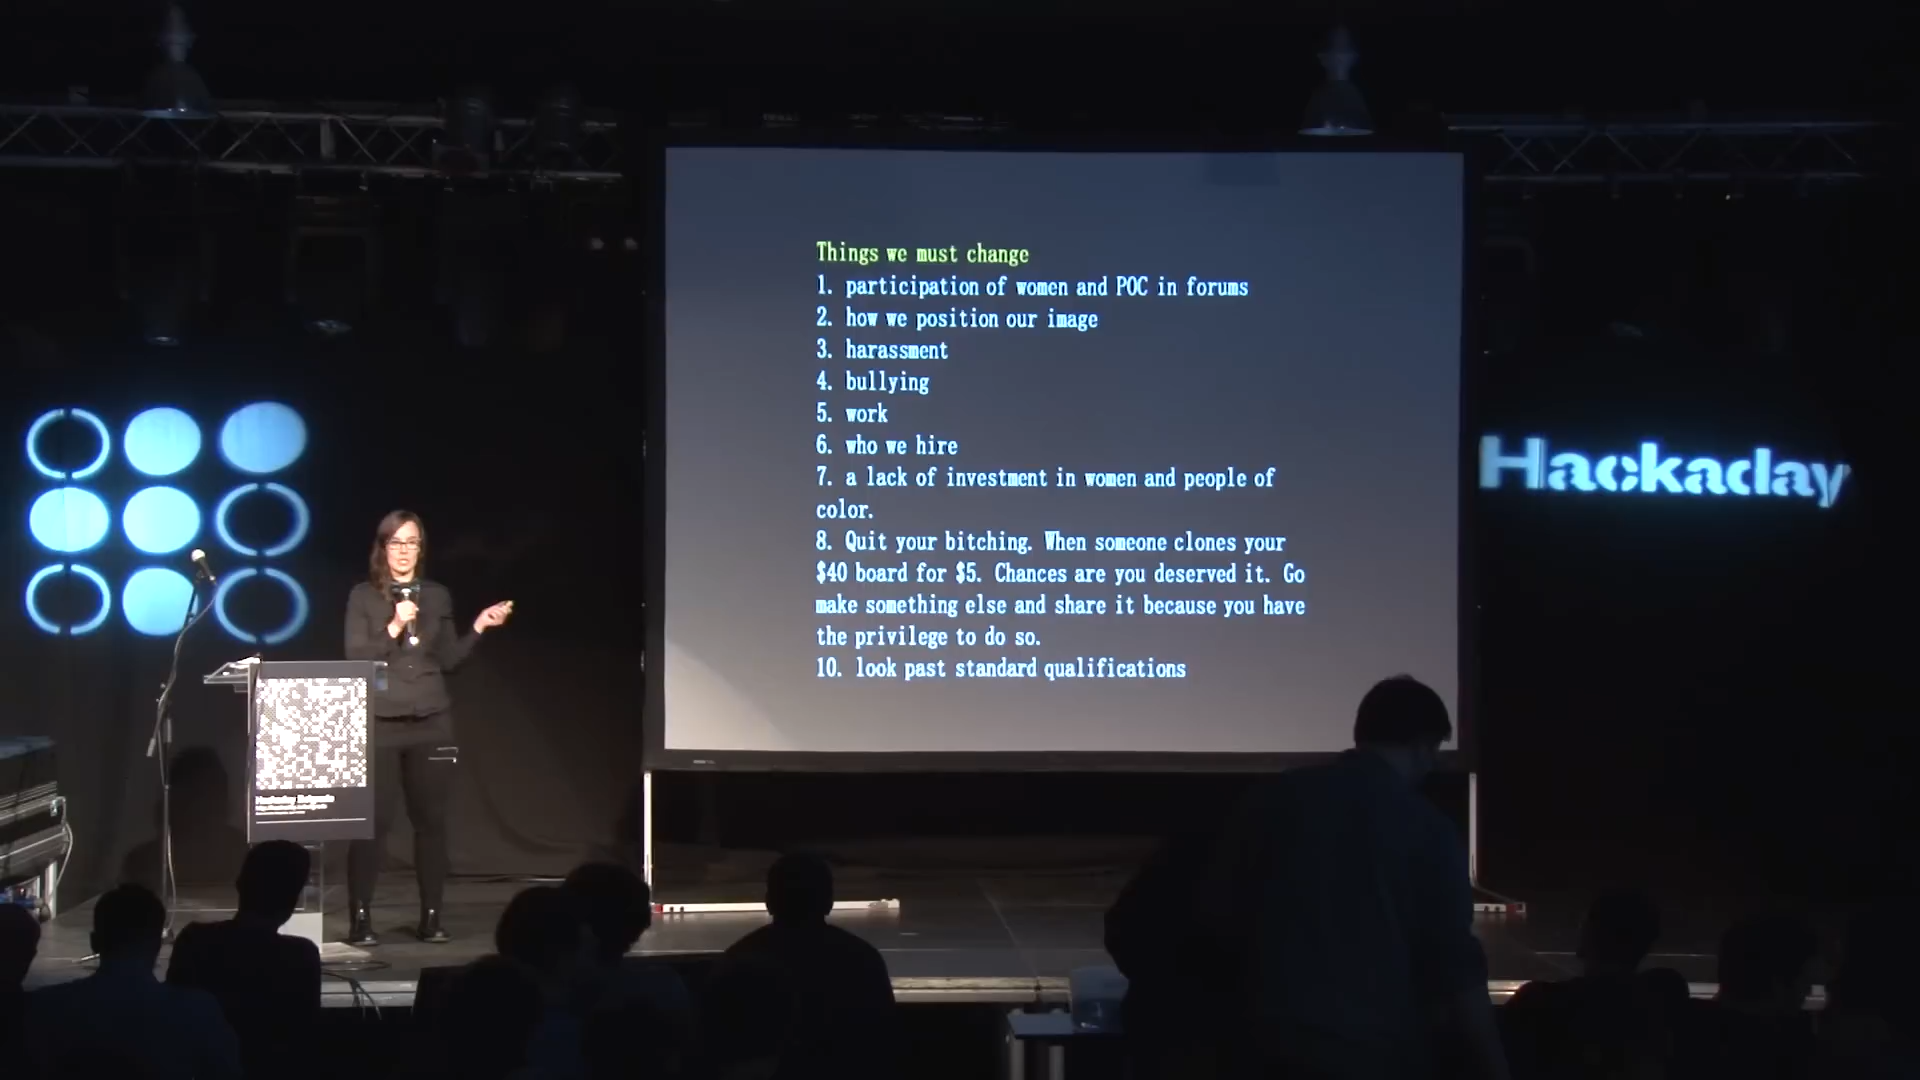 Things we must change
1. participation of women and POC in forums
2. how we position our image
3. harassment
4. bullying
5. work
6. who we hire
7. a lack of investment in women and people of
color.
8. Quit your bitching. When someone clones your
$40 board for $5. Chances are you deserved it. Go
make something else and share it because you have
the privilege to do so.
10. look past standard qualifications
Hackaday